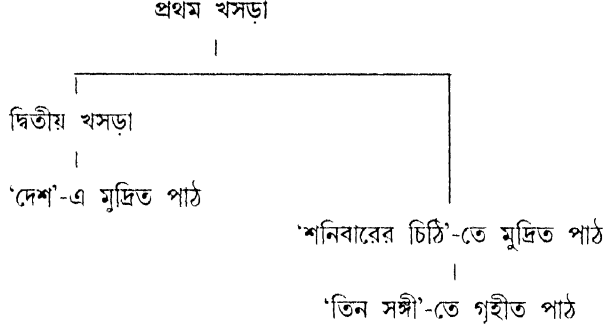 প্রথম খসড়া
দ্বিতীয় খসড়া
‘দেশ’-এ মুদ্রিত পাঠ
‘শনিবারের চিঠি’-তে মুদ্রিত পাঠ
‘তিন সঙ্গী’-তে গৃহীত পাঠ